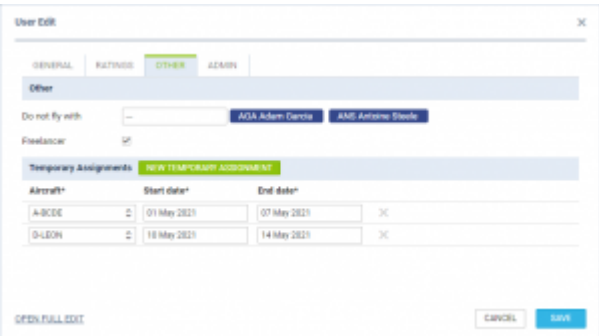 User Edit
GENERAL RATINGS OTHER ADMIN
Other
Do not fly with -- AGA Adam Garcia ANS Antoine Steele
Freelancer
Temporary Assignments NEW TEMPORARY ASSIGNMENT
Aircraft* Start date* End date*
A-BCDE 01 May 2021 07 May 2021
D-LEON 10 May 2021 14 May 2021
OPEN FULL EDIT CANCEL SAVE